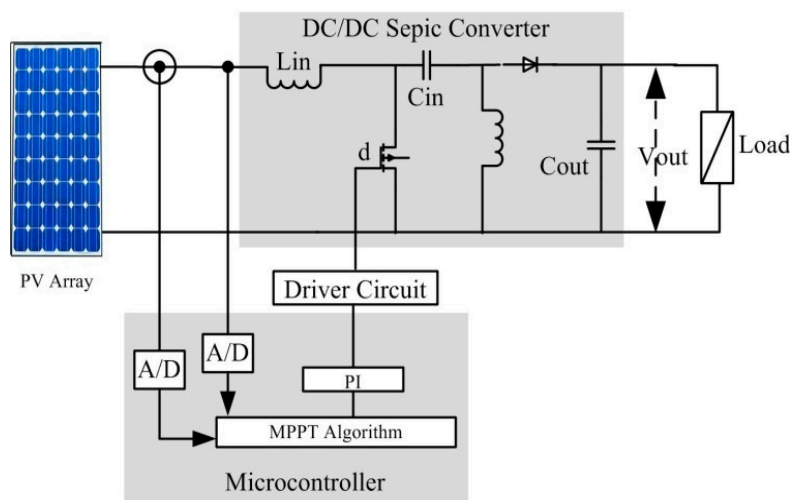 DC/DC Sepic Converter
Lin
Cin
d
Cout
Vout
Load
PV Array
Driver Circuit
A/D
A/D
PI
MPPT Algorithm
Microcontroller